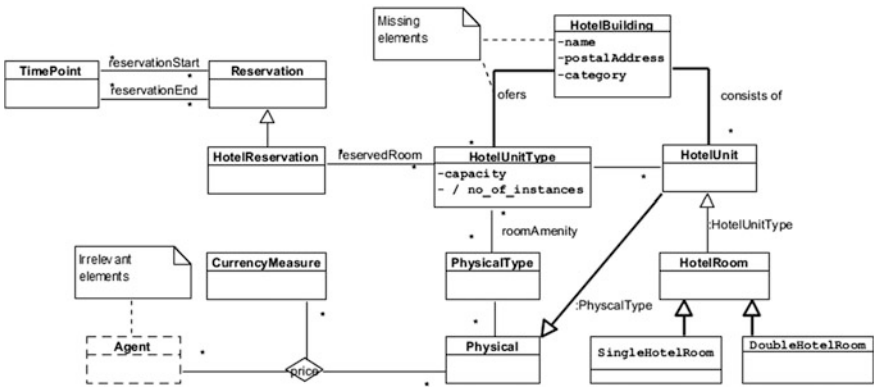 Missing
elements
HotelBuilding
-name
-postalAddress
-category
TimePoint
reservationStart
*
*
Reservation
reservationEnd
*
*
ofers
consists of
*
*
HotelReservation
reservedRoom
*
*
HotelUnitType
-capacity
- / no_of_instances
*
HotelUnit
*
roomAmenity
*
:HotelUnitType
Irrelevant
elements
CurrencyMeasure
PhysicalType
HotelRoom
:PhyscalType
*
*
Agent
*
price
*
Physical
SingleHotelRoom
DoubleHotelRoom